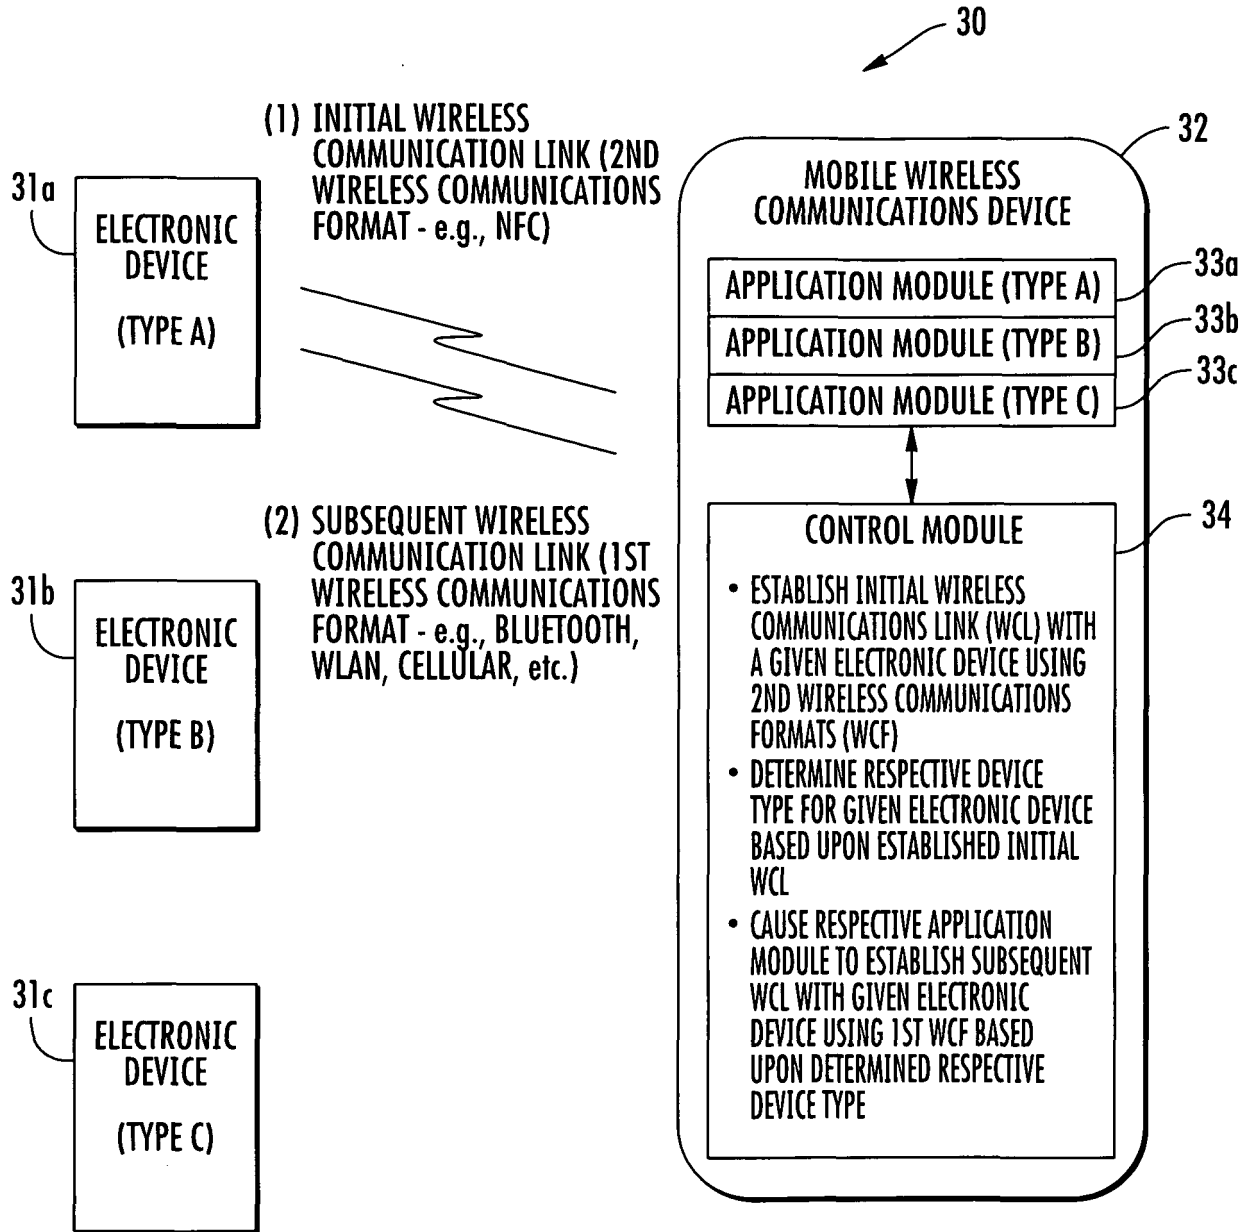 30
(1) INITIAL WIRELESS
COMMUNICATION LINK (2ND
WIRELESS COMMUNICATIONS
FORMAT - e.g., NFC)
31a
ELECTRONIC
DEVICE
(TYPE A)
32
MOBILE WIRELESS
COMMUNICATIONS DEVICE
APPLICATION MODULE (TYPE A)
33a
APPLICATION MODULE (TYPE B)
33b
APPLICATION MODULE (TYPE C)
33c
(2) SUBSEQUENT WIRELESS
COMMUNICATION LINK (1ST
WIRELESS COMMUNICATIONS
FORMAT - e.g., BLUETOOTH,
WLAN, CELLULAR, etc.)
31b
ELECTRONIC
DEVICE
(TYPE B)
34
CONTROL MODULE
• ESTABLISH INITIAL WIRELESS
COMMUNICATIONS LINK (WCL) WITH
A GIVEN ELECTRONIC DEVICE USING
2ND WIRELESS COMMUNICATIONS
FORMATS (WCF)
• DETERMINE RESPECTIVE DEVICE
TYPE FOR GIVEN ELECTRONIC DEVICE
BASED UPON ESTABLISHED INITIAL
WCL
• CAUSE RESPECTIVE APPLICATION
MODULE TO ESTABLISH SUBSEQUENT
WCL WITH GIVEN ELECTRONIC
DEVICE USING 1ST WCF BASED
UPON DETERMINED RESPECTIVE
DEVICE TYPE
31c
ELECTRONIC
DEVICE
(TYPE C)